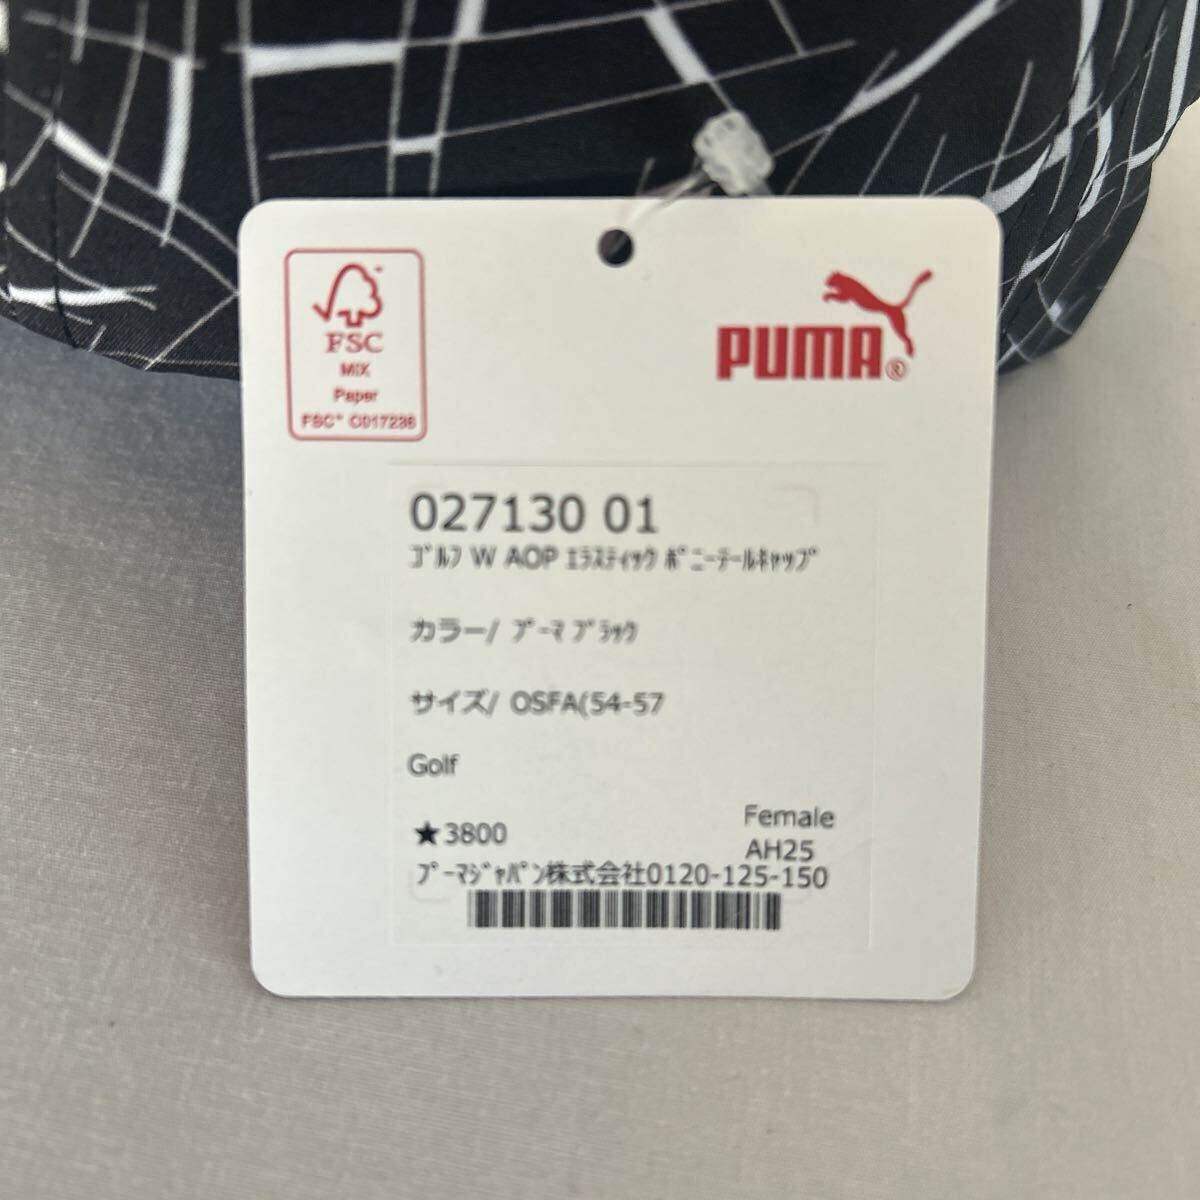 FSC
MIX
Paper
FSC® C017236
PUMA®
027130 01
ｺﾞﾙﾌ W AOP ｴﾗｽﾃｨｯｸ ﾎﾟﾆｰﾃｰﾙｷｬｯﾌﾟ
カラー/ ﾌﾟｰﾏ ﾌﾞﾗｯｸ
サイズ/ OSFA(54-57
Golf
Female
★3800
AH25
ﾌﾟｰﾏｼﾞｬﾊﾟﾝ株式会社0120-125-150